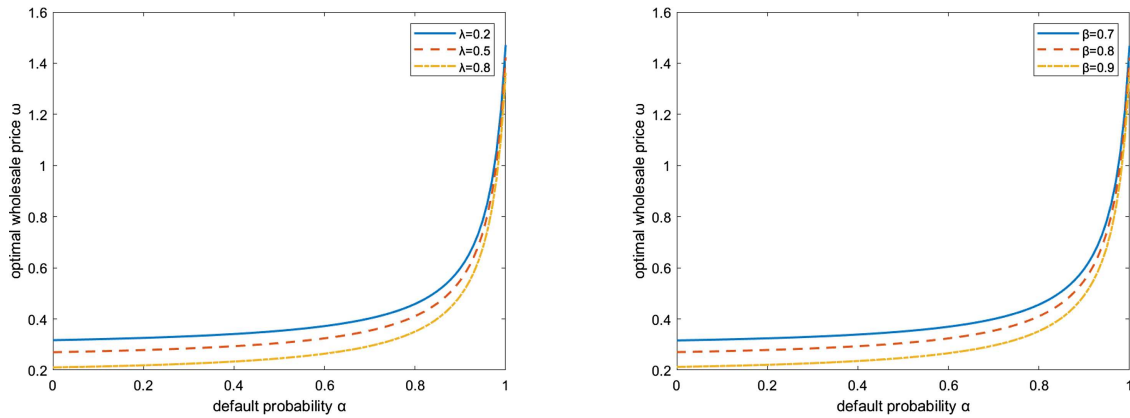 1.6
1.4
1.2
1
0.8
0.6
0.4
0.2
optimal wholesale price ω
λ=0.2
λ=0.5
λ=0.8
0
0.2
0.4
0.6
0.8
1
default probability α
1.6
1.4
1.2
1
0.8
0.6
0.4
0.2
optimal wholesale price ω
β=0.7
β=0.8
β=0.9
0
0.2
0.4
0.6
0.8
1
default probability α